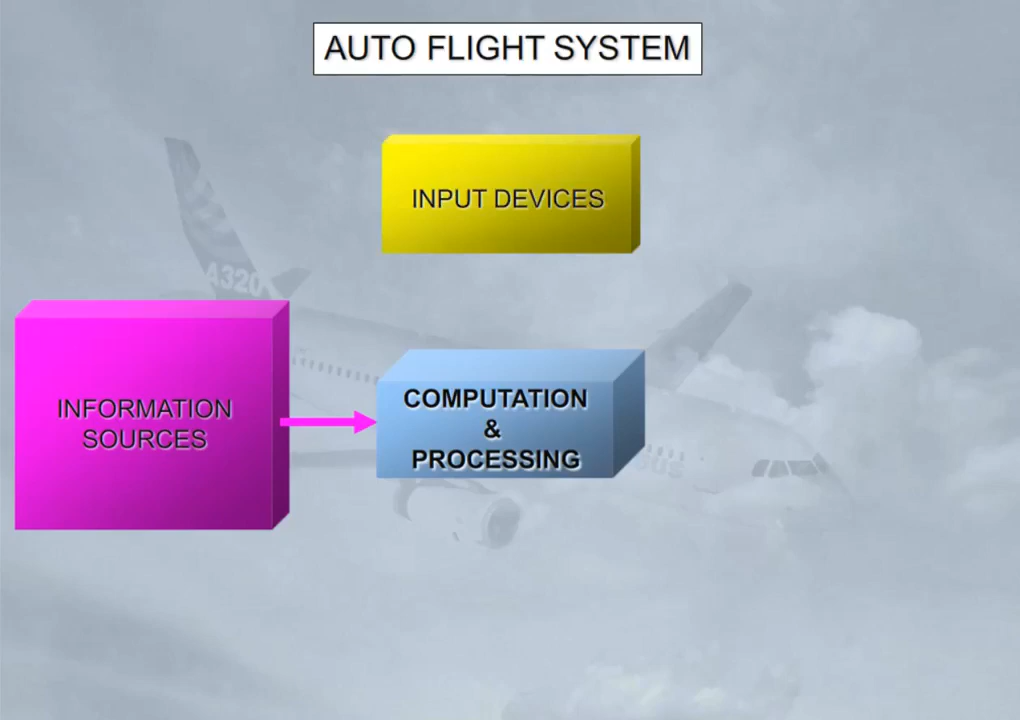 AUTO FLIGHT SYSTEM
INPUT DEVICES
A320
INFORMATION
SOURCES
COMPUTATION
&
PROCESSING